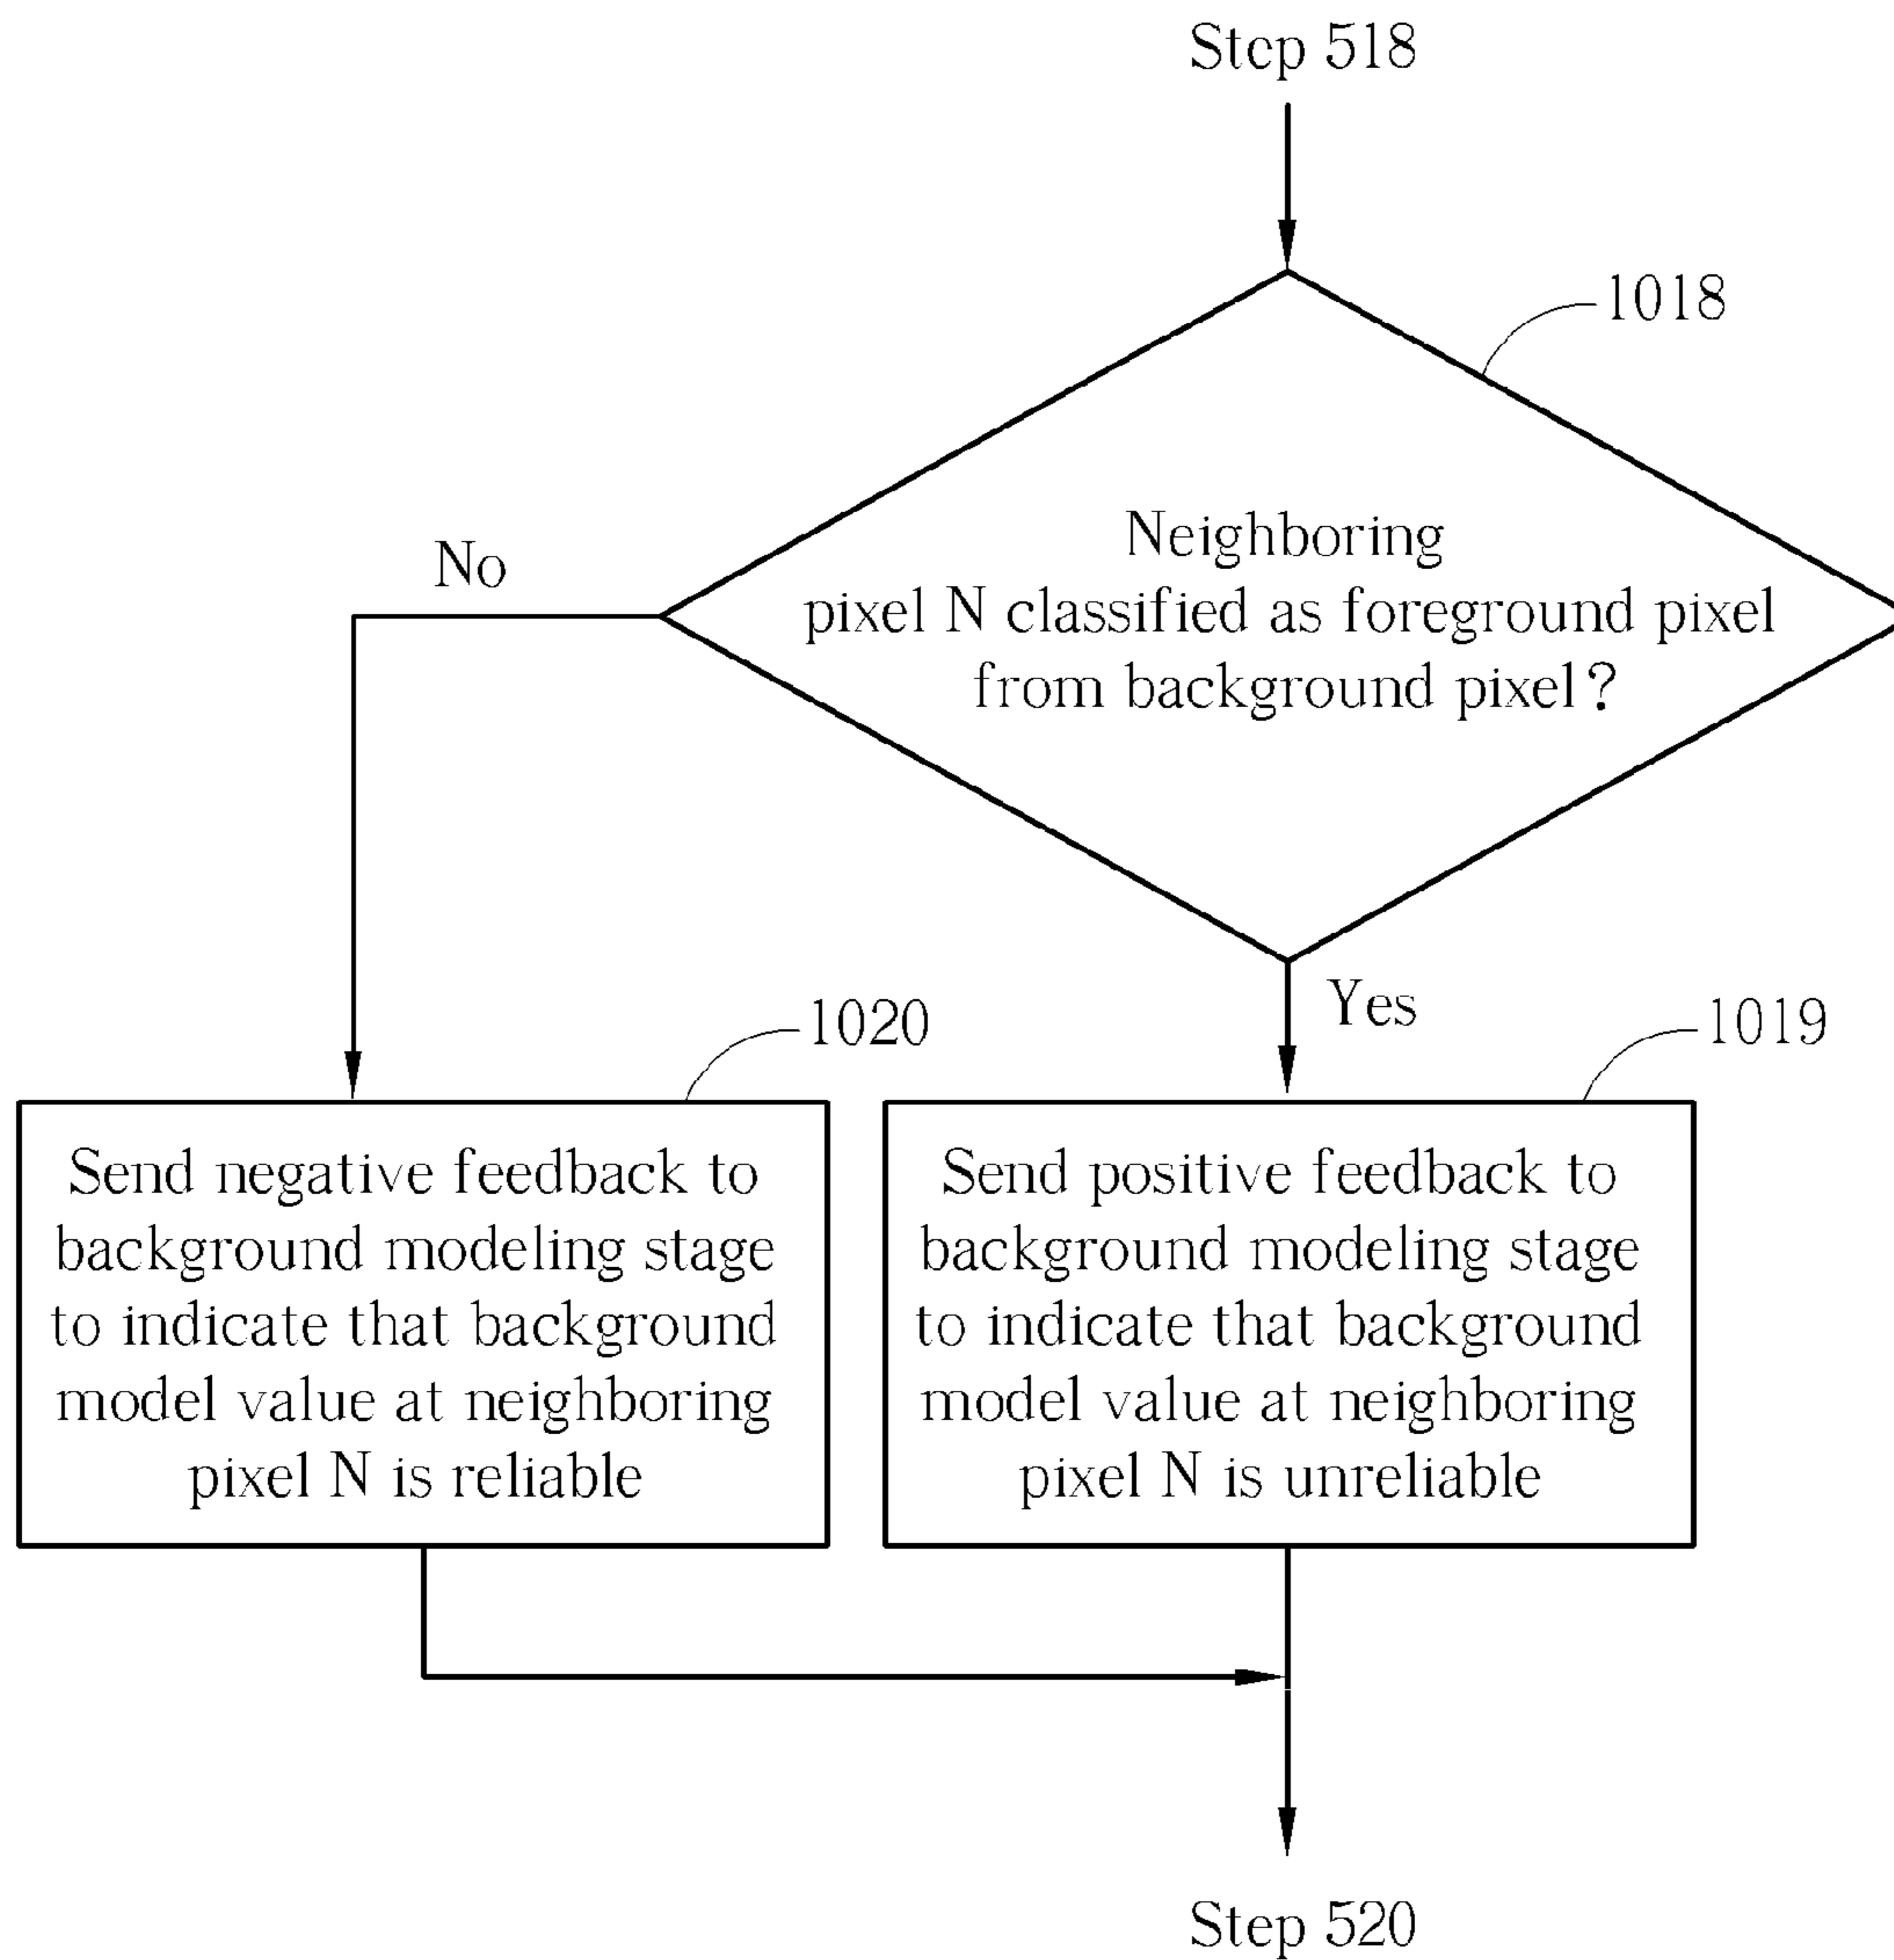 Step 518
1018
Neighboring
pixel N classified as foreground pixel
from background pixel?
No
Yes
1020
1019
Send negative feedback to
background modeling stage
to indicate that background
model value at neighboring
pixel N is reliable
Send positive feedback to
background modeling stage
to indicate that background
model value at neighboring
pixel N is unreliable
Step 520